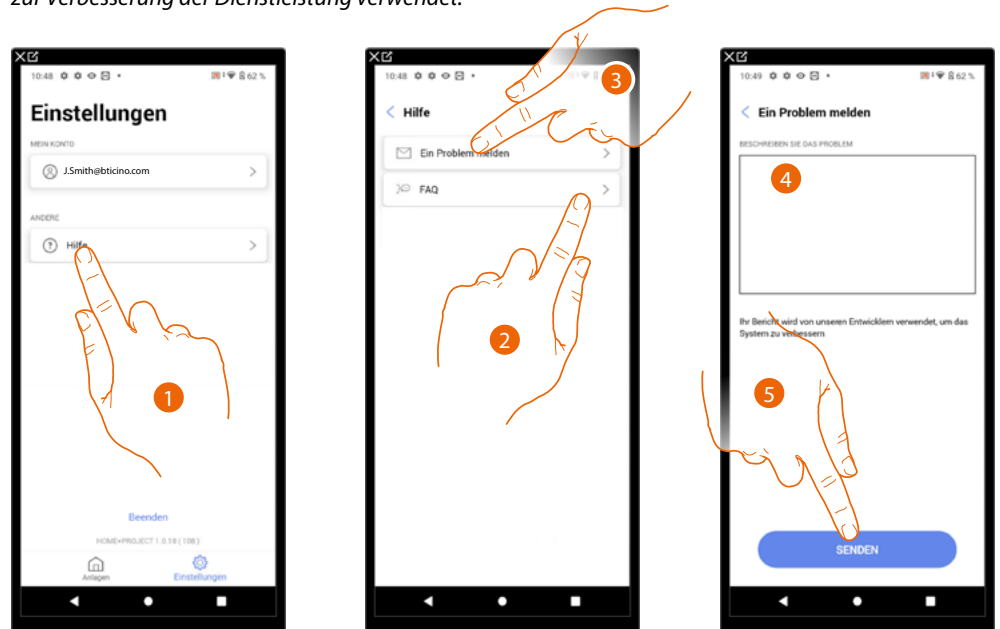 zur Verbesserung der Dienstleistung verwendet.
10:48
62 %
Einstellungen
MEIN KONTO
J.Smith@bticino.com
ANDERE
Hilfe
1
Beenden
HOME+PROJECT 1.0.18 ( 108 )
Anlagen
Einstellungen
10:48
3
Hilfe
Ein Problem melden
FAQ
2
10:49
62 %
Ein Problem melden
BESCHREIBEN SIE DAS PROBLEM
4
Ihr Bericht wird von unseren Entwicklern verwendet, um das
System zu verbessern
5
SENDEN